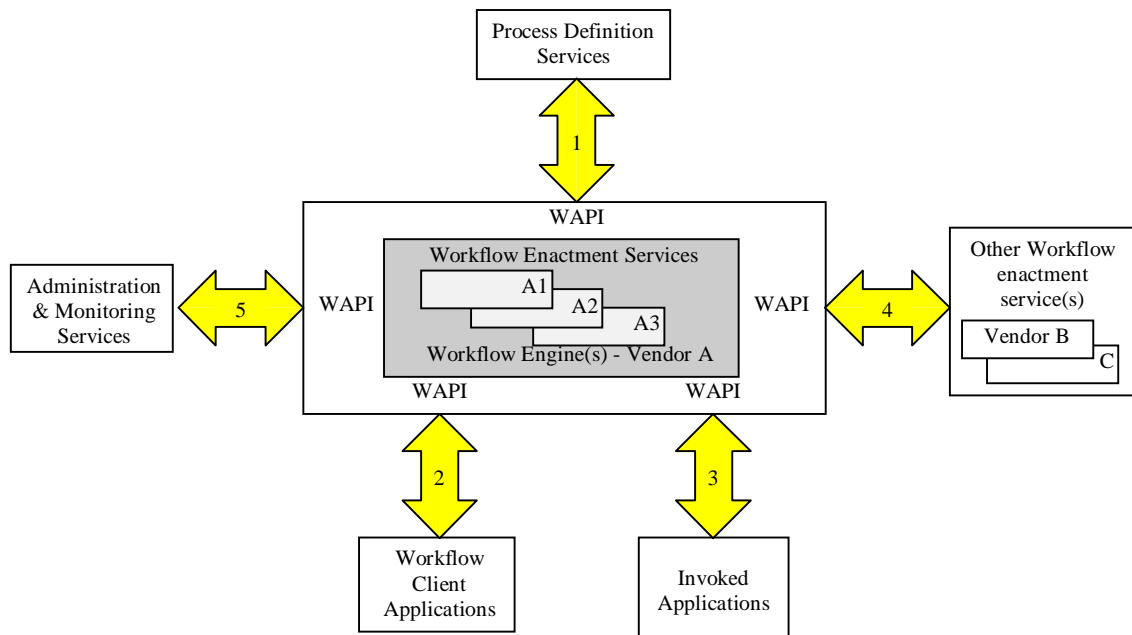 Process Definition
Services
1
WAPI
Workflow Enactment Services
A1
A2
A3
Workflow Engine(s) - Vendor A
WAPI
WAPI
WAPI
WAPI
Administration
& Monitoring
Services
5
4
Other Workflow
enactment
service(s)
Vendor B
C
2
3
Workflow
Client
Applications
Invoked
Applications